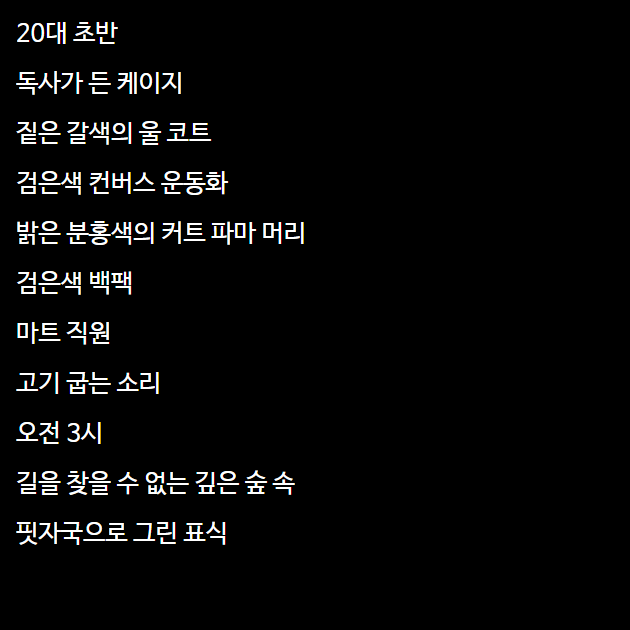 20대 초반
독사가 든 케이지
짙은 갈색의 울 코트
검은색 컨버스 운동화
밝은 분홍색의 커트 파마 머리
검은색 백팩
마트 직원
고기 굽는 소리
오전 3시
길을 찾을 수 없는 깊은 숲 속
핏자국으로 그린 표식